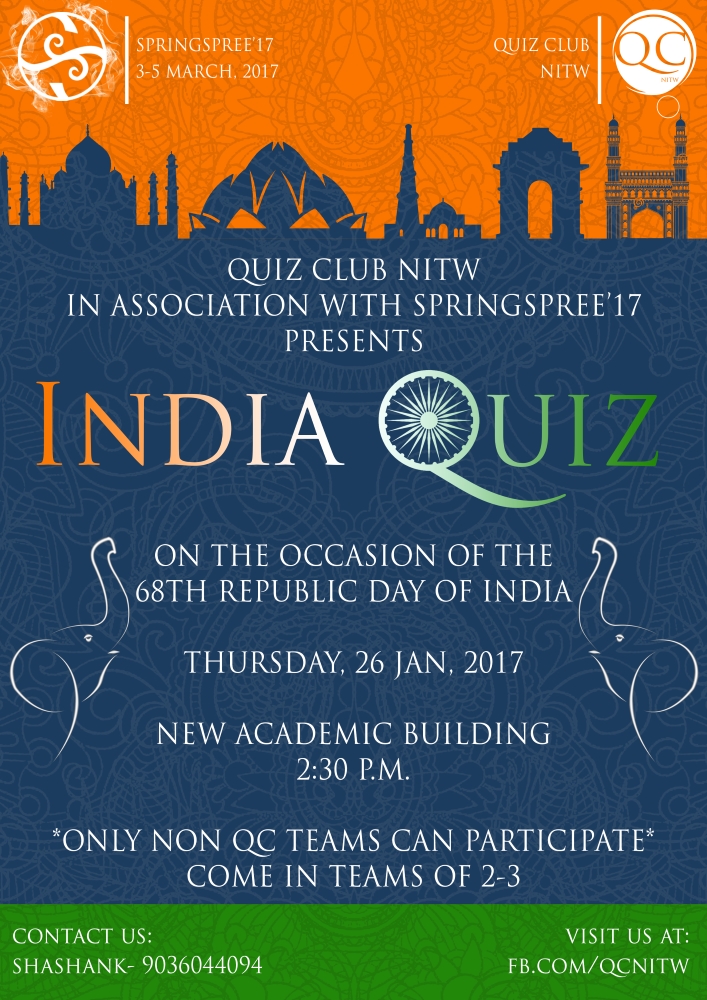 SPRINGSPREE'17
3-5 MARCH, 2017
QUIZ CLUB
NITW
QC
NITW
QUIZ CLUB NITW
IN ASSOCIATION WITH SPRINGSPREE'17
PRESENTS
INDIA QUIZ
ON THE OCCASION OF THE
68TH REPUBLIC DAY OF INDIA
THURSDAY, 26 JAN, 2017
NEW ACADEMIC BUILDING
2:30 P.M.
*ONLY NON QC TEAMS CAN PARTICIPATE*
COME IN TEAMS OF 2-3
CONTACT US:
SHASHANK- 9036044094
VISIT US AT:
FB.COM/QCNITW